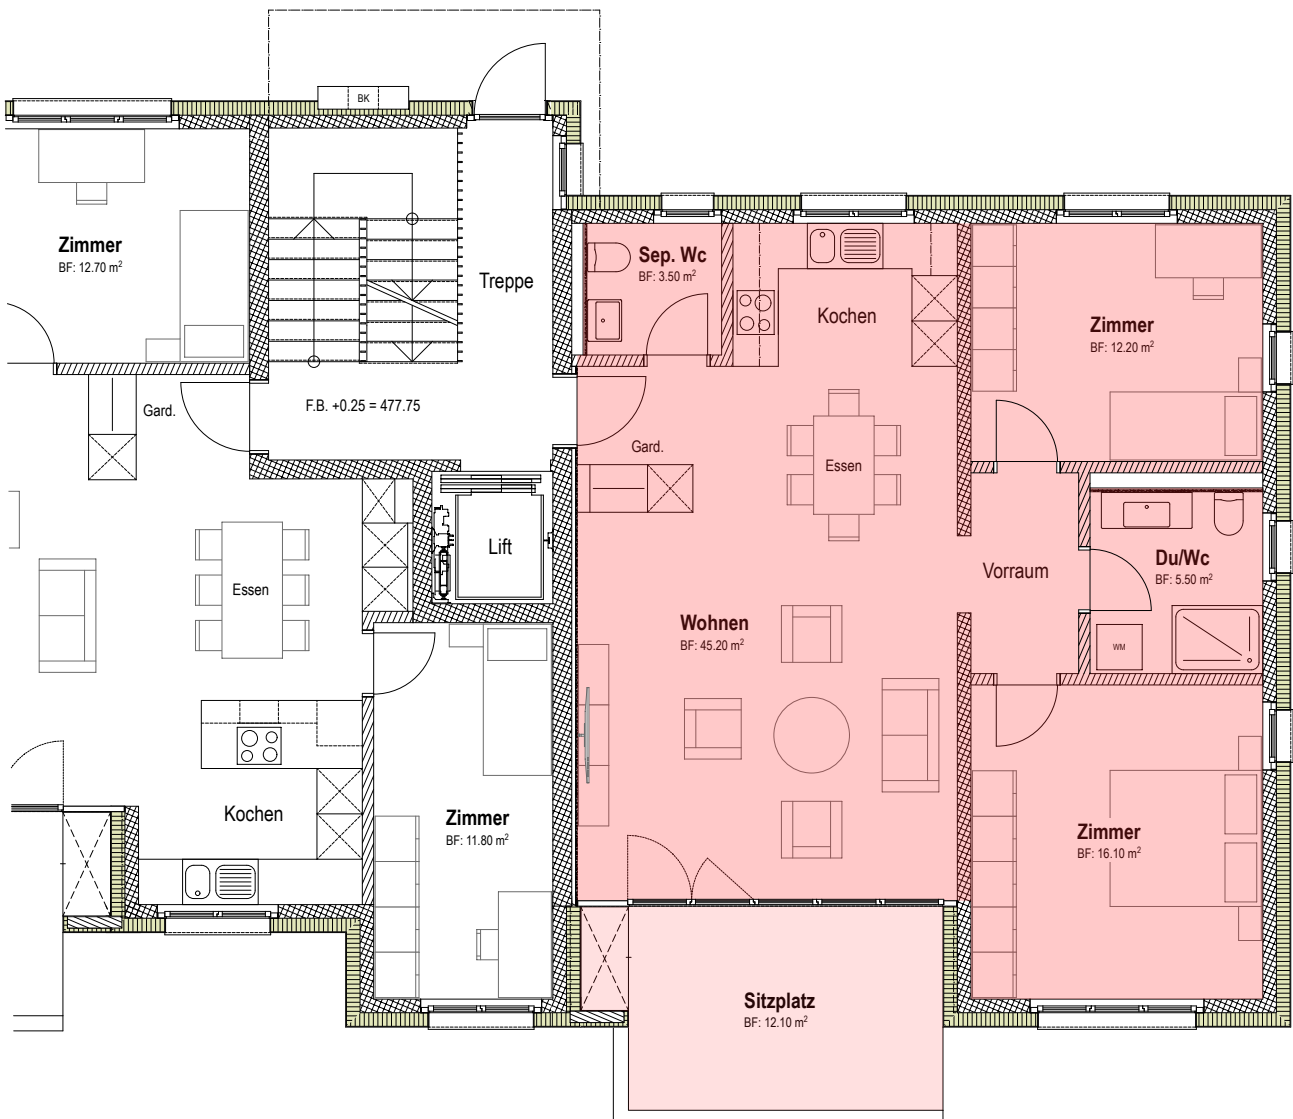 BK
Zimmer
BF: 12.70 m²
Treppe
Sep. Wc
BF: 3.50 m²
Kochen
Zimmer
BF: 12.20 m²
Gard.
F.B. +0.25 = 477.75
Gard.
Essen
Lift
Essen
Vorraum
Du/Wc
BF: 5.50 m²
WM
Wohnen
BF: 45.20 m²
Kochen
Zimmer
BF: 11.80 m²
Zimmer
BF: 16.10 m²
Sitzplatz
BF: 12.10 m²